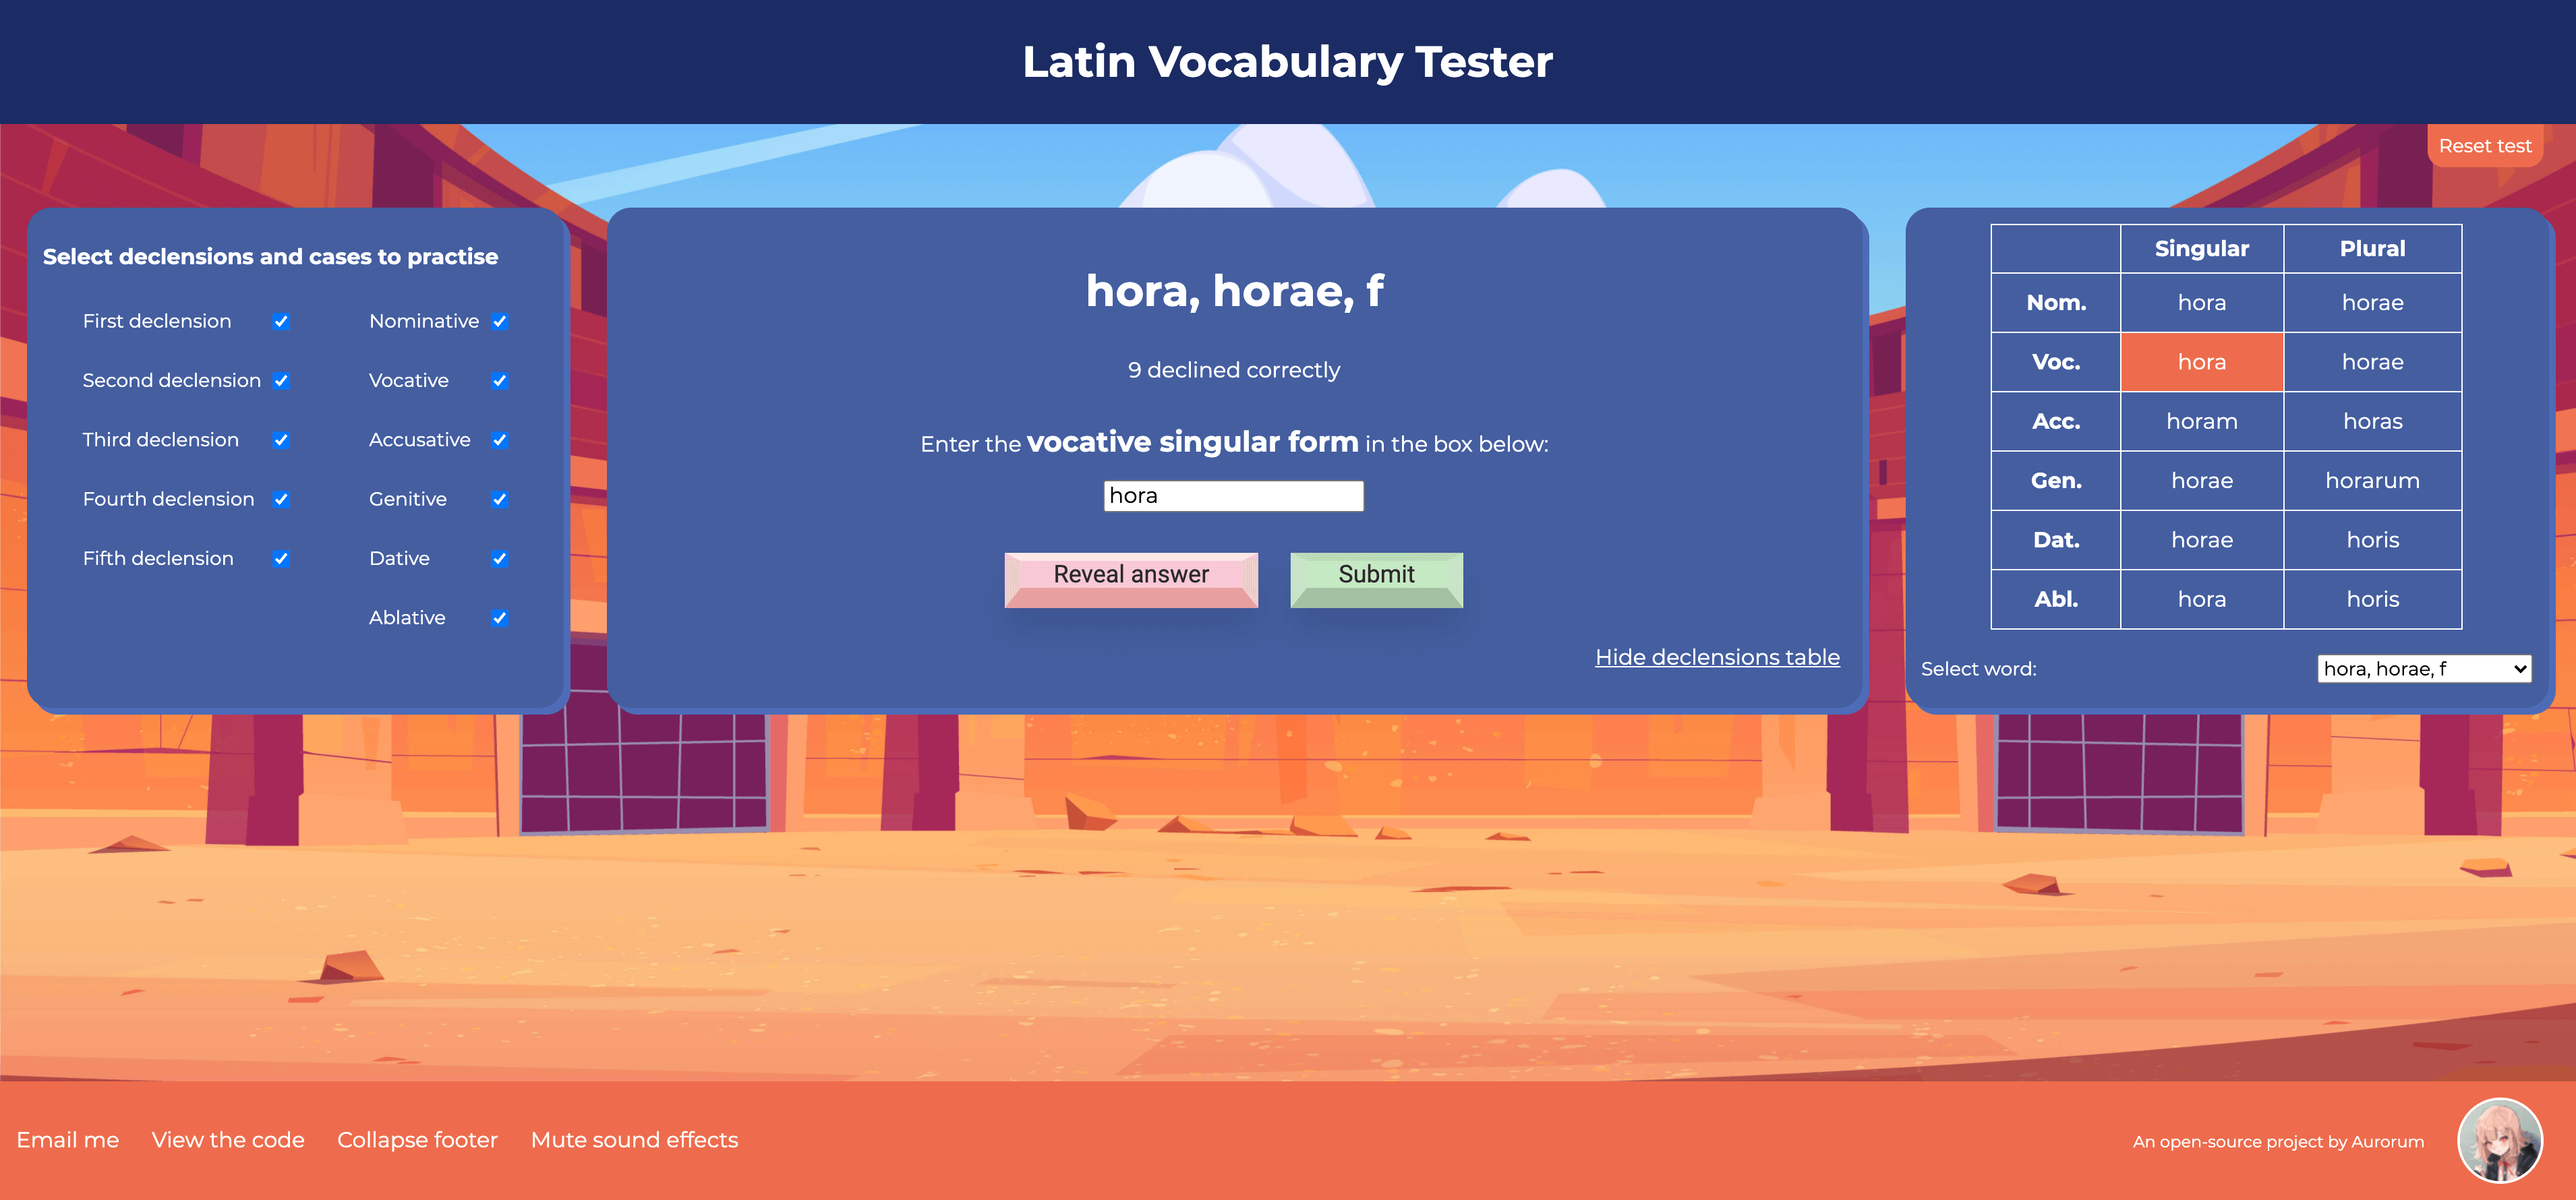 Latin Vocabulary Tester
Reset test
Select declensions and cases to practise
First declension
Nominative
Second declension
Vocative
Third declension
Accusative
Fourth declension
Genitive
Fifth declension
Dative
Ablative
hora, horae, f
9 declined correctly
Enter the vocative singular form in the box below:
hora
Reveal answer
Submit
Hide declensions table
Singular Plural
Nom. hora horae
Voc. hora horae
Acc. horam horas
Gen. horae horarum
Dat. horae horis
Abl. hora horis
Select word: hora, horae, f
Email me
View the code
Collapse footer
Mute sound effects
An open-source project by Aurorum